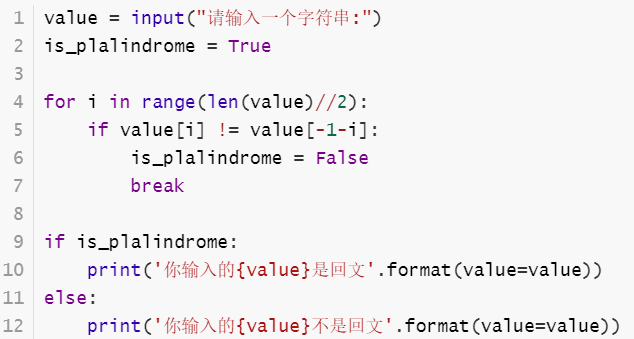 1 value = input("请输入一个字符串:")
2 is_plalindrome = True
3
4 for i in range(len(value)//2):
5     if value[i] != value[-1-i]:
6         is_plalindrome = False
7         break
8
9 if is_plalindrome:
10     print('你输入的{value}是回文'.format(value=value))
11 else:
12     print('你输入的{value}不是回文'.format(value=value))